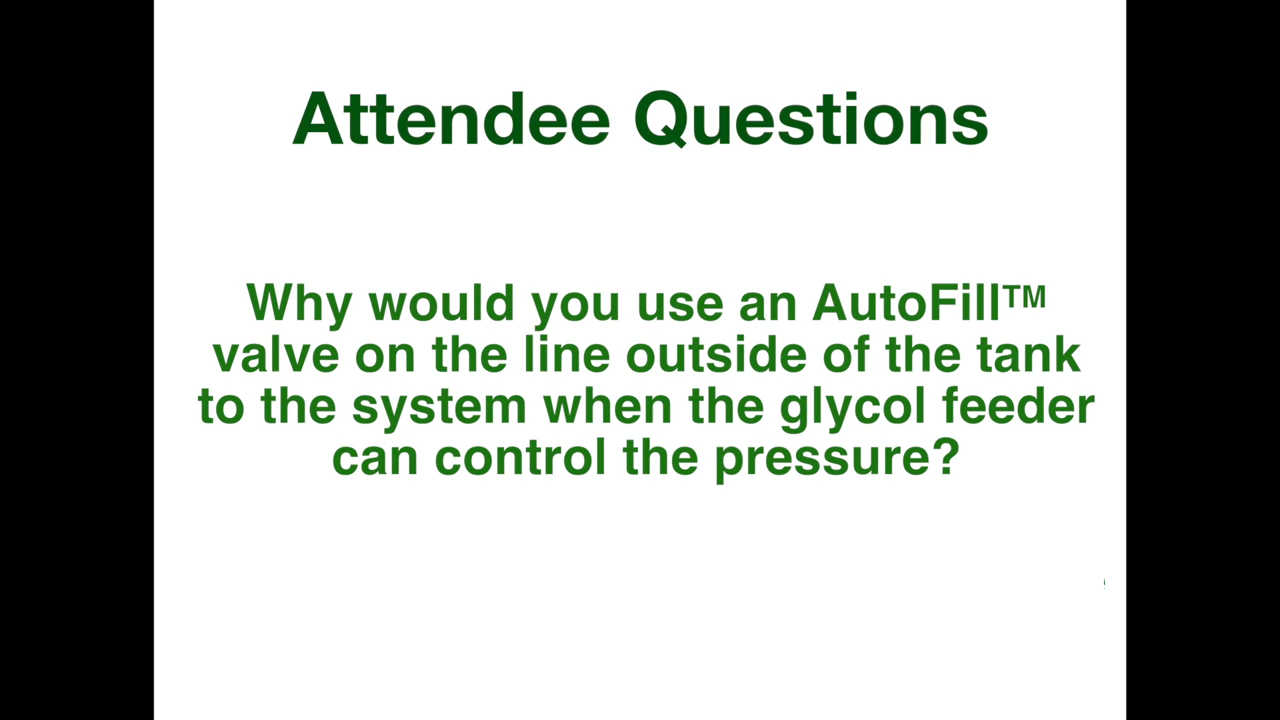 Attendee Questions
Why would you use an AutoFill™
valve on the line outside of the tank
to the system when the glycol feeder
can control the pressure?